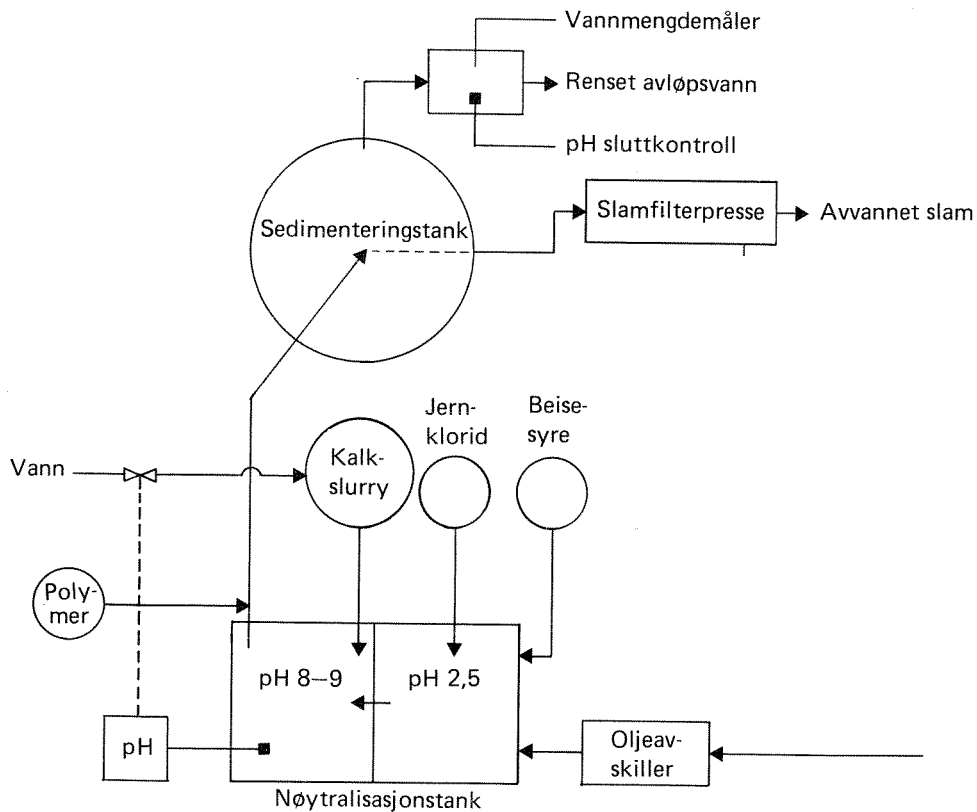 Vannmengdemåler
Renset avløpsvann
pH sluttkontroll
Slamfilterpresse
Avvannet slam
Sedimenteringstank
Jern-
klorid
Beise-
syre
Vann
Kalk-
slurry
Poly-
mer
pH 8–9
pH 2,5
pH
Oljeav-
skiller
Nøytralisasjonstank